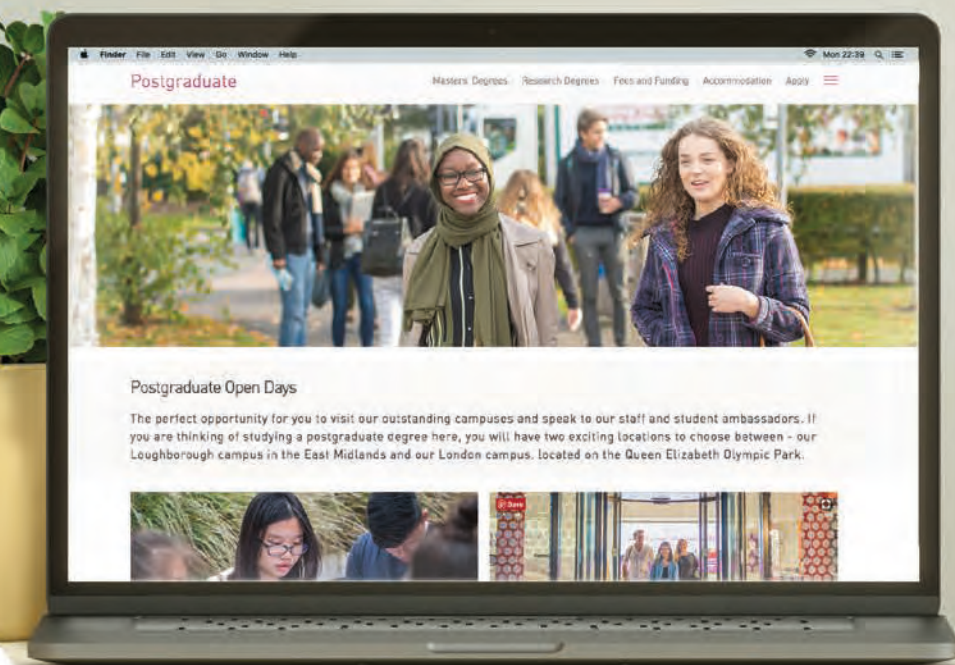 Finder File Edit View Go Window Help Mon 22:39
Postgraduate
Masters' Degrees Research Degrees Fees and Funding Accommodation Apply
Postgraduate Open Days
The perfect opportunity for you to visit our outstanding campuses and speak to our staff and student ambassadors. If
you are thinking of studying a postgraduate degree here, you will have two exciting locations to choose between - our
Loughborough campus in the East Midlands and our London campus, located on the Queen Elizabeth Olympic Park.
Save